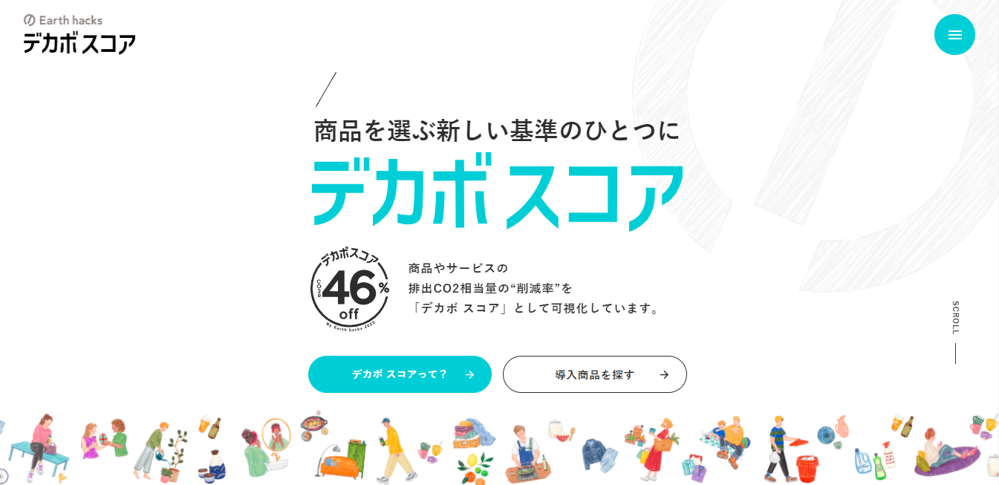 Earth hacks
デカボ スコア
商品を選ぶ新しい基準のひとつに
デカボ スコア
デカボスコア
CO2e
46%
off
by Earth hacks 2023
商品やサービスの
排出CO2相当量の“削減率”を
「デカボ スコア」として可視化しています。
デカボ スコアって？
導入商品を探す
SCROLL